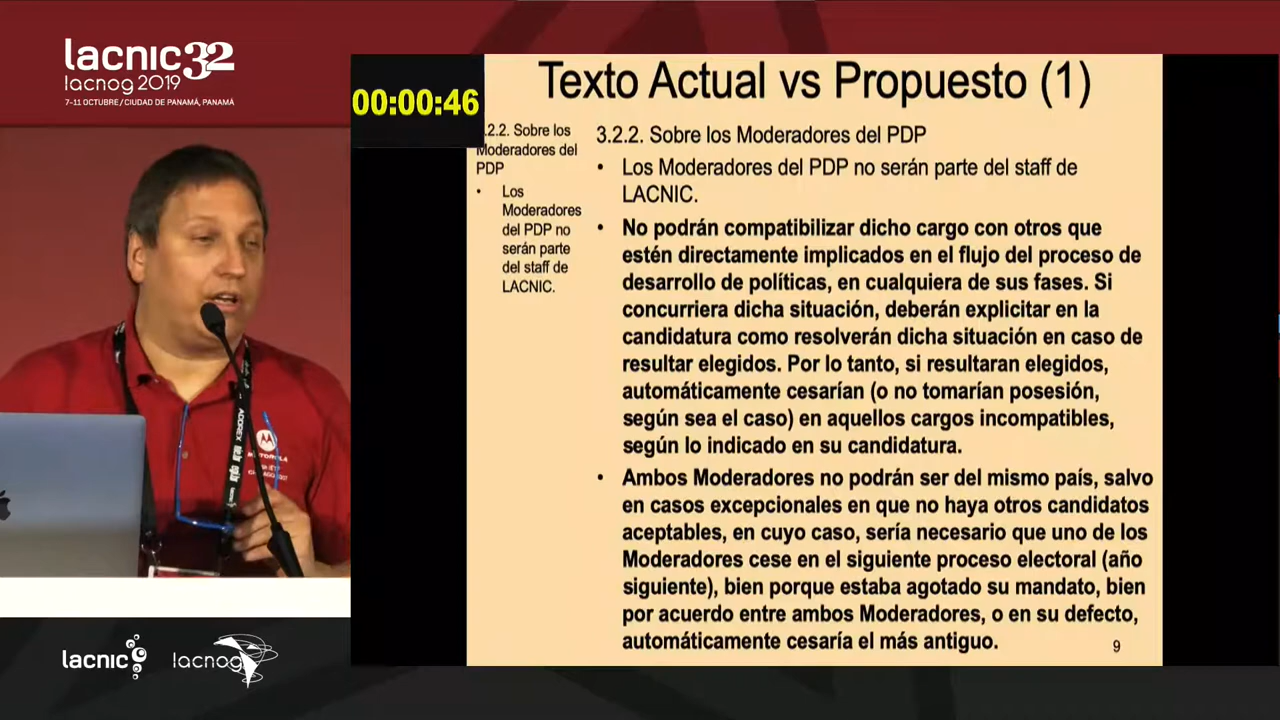 lacnic32
lacnog 2019
7-11 OCTUBRE / CIUDAD DE PANAMÁ, PANAMÁ
00:00:46
Texto Actual vs Propuesto (1)
.2.2. Sobre los
Moderadores del
PDP
• Los
Moderadores
del PDP no
serán parte
del staff de
LACNIC.
3.2.2. Sobre los Moderadores del PDP
• Los Moderadores del PDP no serán parte del staff de
LACNIC.
• No podrán compatibilizar dicho cargo con otros que
estén directamente implicados en el flujo del proceso de
desarrollo de políticas, en cualquiera de sus fases. Si
concurriera dicha situación, deberán explicitar en la
candidatura como resolverán dicha situación en caso de
resultar elegidos. Por lo tanto, si resultaran elegidos,
automáticamente cesarían (o no tomarían posesión,
según sea el caso) en aquellos cargos incompatibles,
según lo indicado en su candidatura.
• Ambos Moderadores no podrán ser del mismo país, salvo
en casos excepcionales en que no haya otros candidatos
aceptables, en cuyo caso, sería necesario que uno de los
Moderadores cese en el siguiente proceso electoral (año
siguiente), bien porque estaba agotado su mandato, bien
por acuerdo entre ambos Moderadores, o en su defecto,
automáticamente cesaría el más antiguo.
9
MOTOROLA
lacnic
lacnog